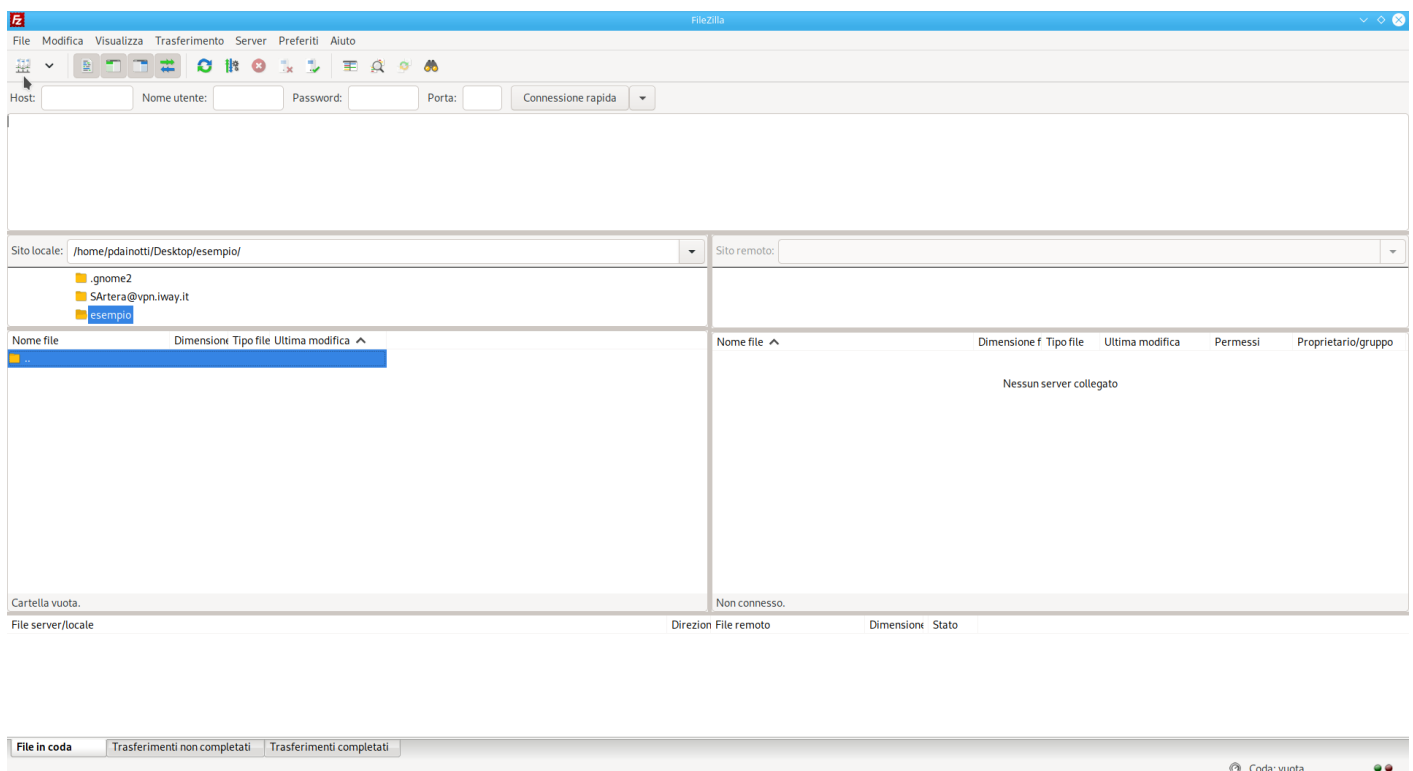 FileZilla
File Modifica Visualizza Trasferimento Server Preferiti Aiuto
Host: Nome utente: Password: Porta: Connessione rapida
Sito locale: /home/pdainotti/Desktop/esempio/
.gnome2
SArtera@vpn.iway.it
esempio
Nome file Dimensione Tipo file Ultima modifica
..
Cartella vuota.
Sito remoto:
Nome file Dimensione f Tipo file Ultima modifica Permessi Proprietario/gruppo
Nessun server collegato
Non connesso.
File server/locale Direzion File remoto Dimensione Stato
File in coda Trasferimenti non completati Trasferimenti completati
Coda: vuota